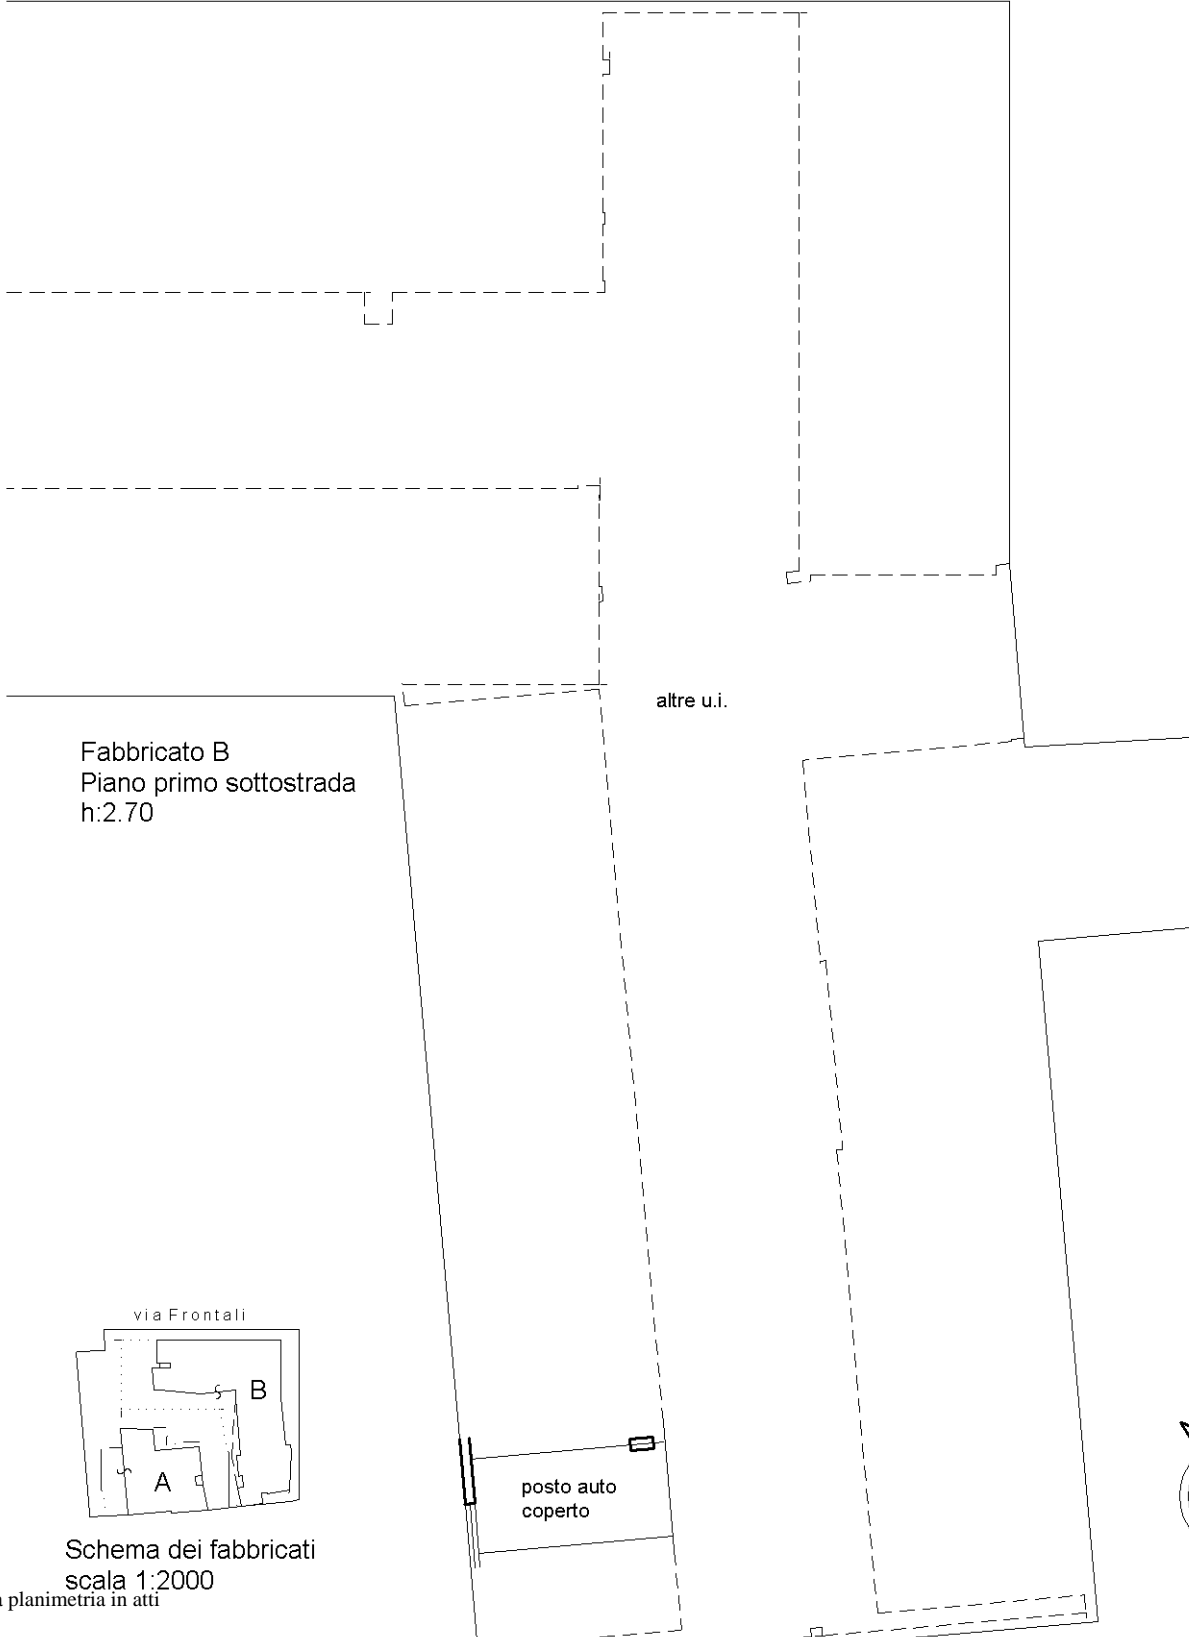 altre u.i.
Fabbricato B
Piano primo sottostrada
h:2.70
via Frontali
B
A
posto auto
coperto
Schema dei fabbricati
scala 1:2000
planimetria in atti